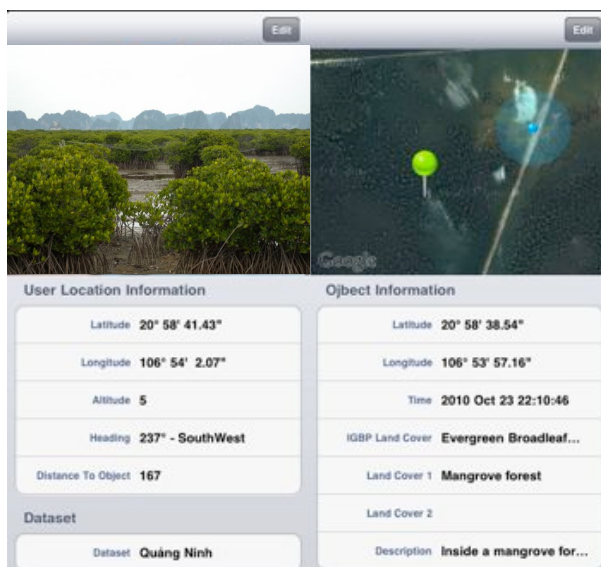 Edit
User Location Information
Latitude 20° 58' 41.43"
Longitude 106° 54' 2.07"
Altitude 5
Heading 237° - SouthWest
Distance To Object 167
Dataset
Dataset Quảng Ninh
Edit
Google
Ojbect Information
Latitude 20° 58' 38.54"
Longitude 106° 53' 57.16"
Time 2010 Oct 23 22:10:46
IGBP Land Cover Evergreen Broadleaf...
Land Cover 1 Mangrove forest
Land Cover 2
Description Inside a mangrove for...